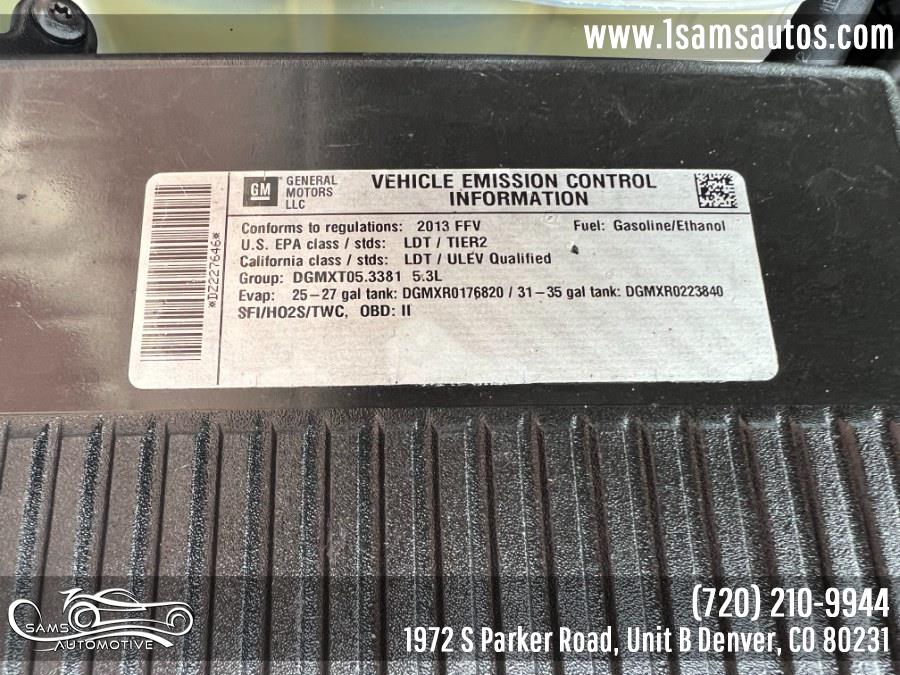 www.1samsautos.com
GM GENERAL
MOTORS
LLC
VEHICLE EMISSION CONTROL
INFORMATION
*DZ227646*
Conforms to regulations: 2013 FFV Fuel: Gasoline/Ethanol
U.S. EPA class / stds: LDT / TIER2
California class / stds: LDT / ULEV Qualified
Group: DGMXT05.3381 5.3L
Evap: 25-27 gal tank: DGMXR0176820 / 31-35 gal tank: DGMXR0223840
SFI/HO2S/TWC, OBD: II
SAMS
AUTOMOTIVE
(720) 210-9944
1972 S Parker Road, Unit B Denver, CO 80231